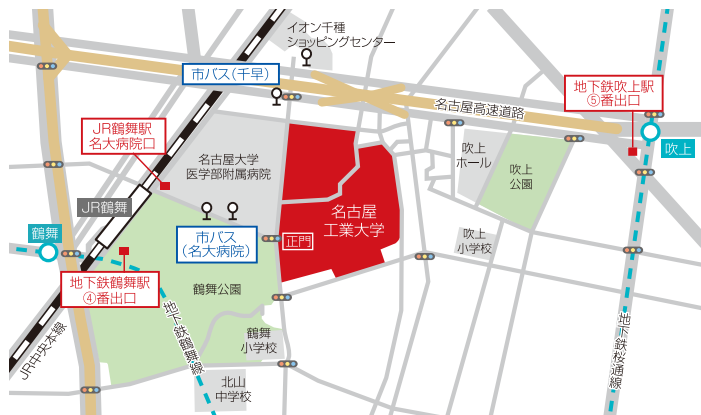 イオン千種
ショッピングセンター
市バス(千早)
名古屋高速道路
地下鉄吹上駅
⑤番出口
JR鶴舞駅
名大病院口
名古屋大学
医学部附属病院
吹上
ホール
吹上
公園
吹上
JR鶴舞
名古屋
工業大学
鶴舞
市バス
(名大病院)
正門
吹上
小学校
地下鉄鶴舞駅
④番出口
鶴舞公園
地下鉄鶴舞線
JR中央本線
鶴舞
小学校
北山
中学校
地下鉄桜通線